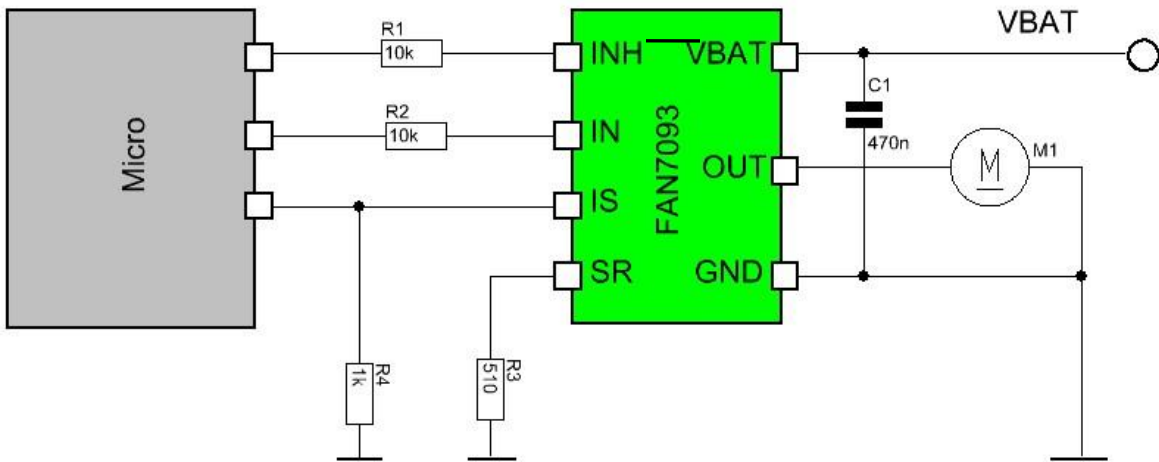 VBAT
R1
10k
INH
VBAT
C1
470n
R2
10k
IN
M1
M
OUT
Micro
FAN7093
IS
SR
GND
R4
1k
R3
510